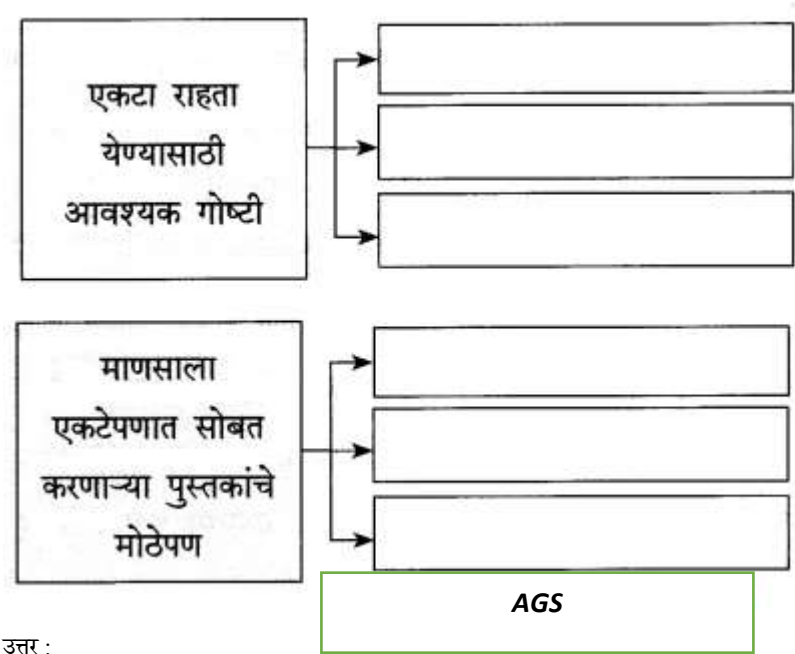 एकटा राहता
येण्यासाठी
आवश्यक गोष्टी
माणसाला
एकटेपणात सोबत
करणाऱ्या पुस्तकांचे
मोठेपण
AGS
उत्तर :